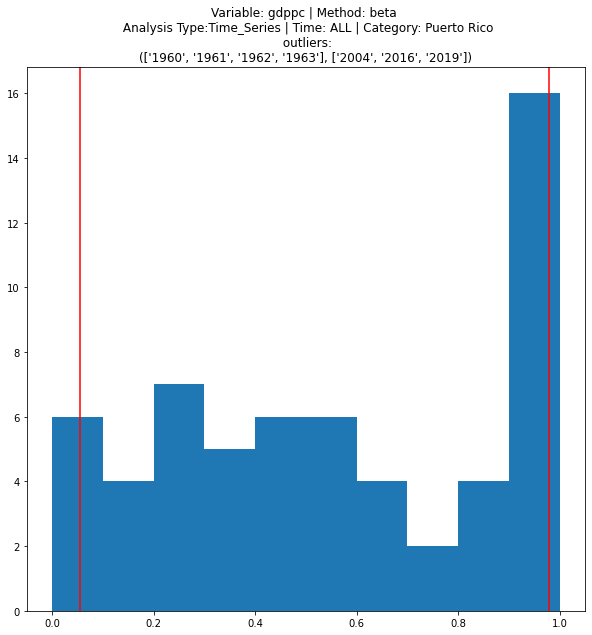 Variable: gdppc | Method: beta
Analysis Type:Time_Series | Time: ALL | Category: Puerto Rico
outliers:
(['1960', '1961', '1962', '1963'], ['2004', '2016', '2019'])
16
14
12
10
8
6
4
2
0
0.0 0.2 0.4 0.6 0.8 1.0